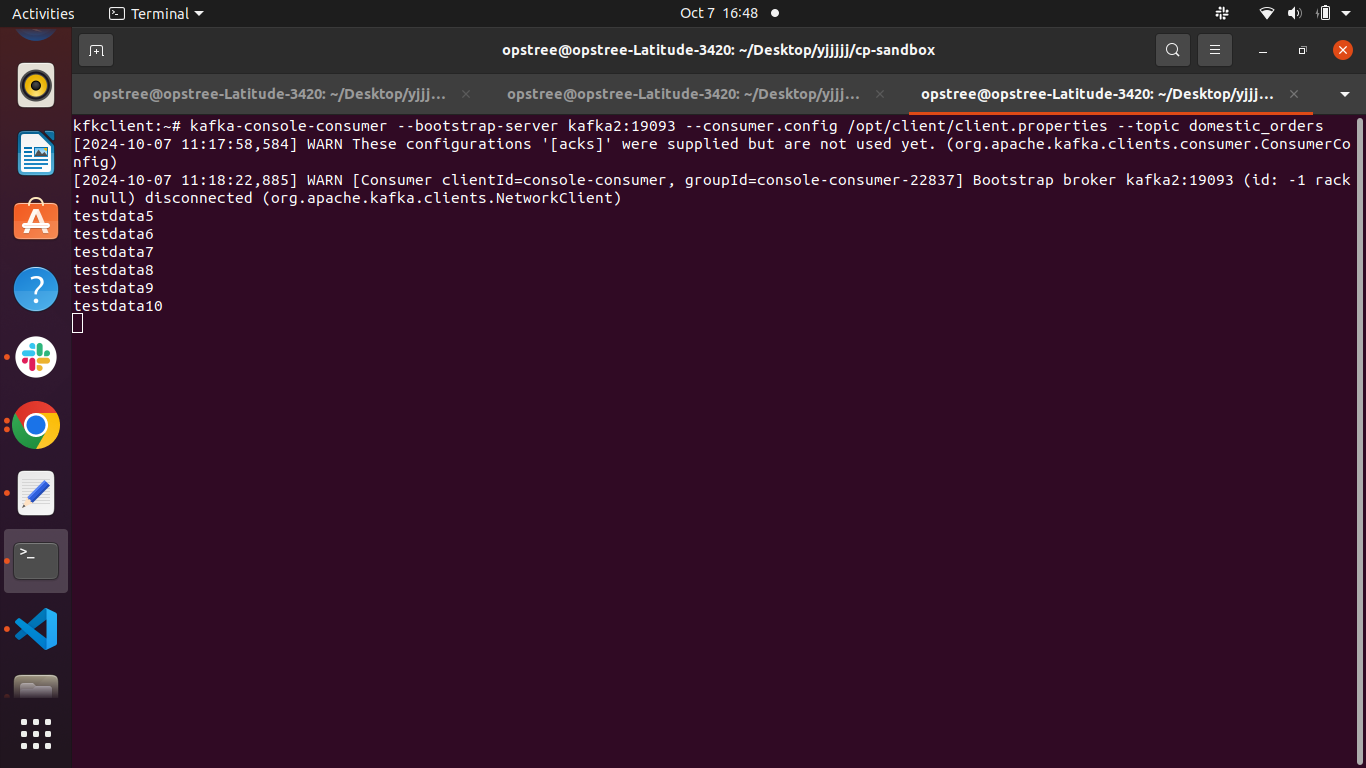 Activities
Terminal
Oct 7 16:48
opstree@opstree-Latitude-3420: ~/Desktop/yjjjjj/cp-sandbox
opstree@opstree-Latitude-3420: ~/Desktop/yjjj...
opstree@opstree-Latitude-3420: ~/Desktop/yjjj...
opstree@opstree-Latitude-3420: ~/Desktop/yjjj...
kfkclient:~# kafka-console-consumer --bootstrap-server kafka2:19093 --consumer.config /opt/client/client.properties --topic domestic_orders
[2024-10-07 11:17:58,584] WARN These configurations '[acks]' were supplied but are not used yet. (org.apache.kafka.clients.consumer.ConsumerCo
nfig)
[2024-10-07 11:18:22,885] WARN [Consumer clientId=console-consumer, groupId=console-consumer-22837] Bootstrap broker kafka2:19093 (id: -1 rack
: null) disconnected (org.apache.kafka.clients.NetworkClient)
testdata5
testdata6
testdata7
testdata8
testdata9
testdata10